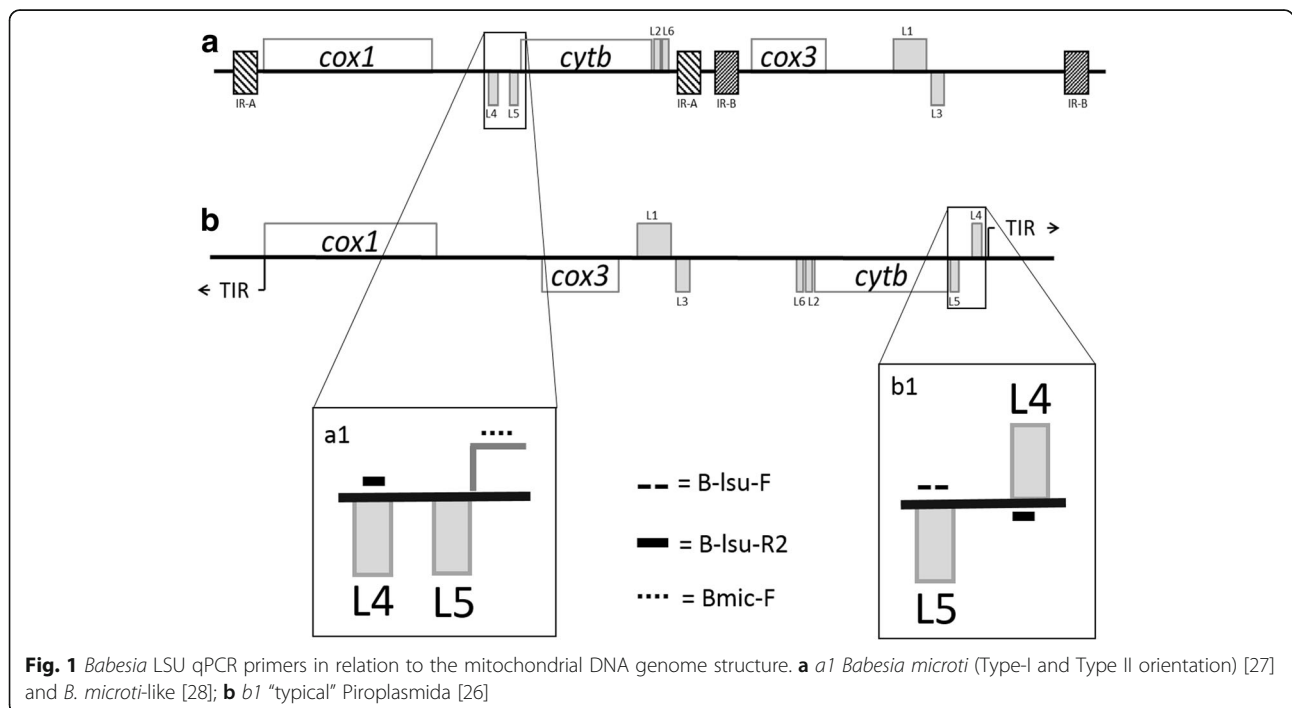 a
L2 L6
L1
cox1
cytb
cox3
IR-A
L4
L5
IR-A
IR-B
L3
IR-B
b
L1
L4
TIR
cox1
TIR
cox3
L3
L6 L2
cytb
L5
a1
L4 L5
= B-lsu-F
= B-lsu-R2
= Bmic-F
b1
L4
L5
Fig. 1 Babesia LSU qPCR primers in relation to the mitochondrial DNA genome structure. a a1 Babesia microti (Type-I and Type II orientation) [27]
and B. microti-like [28]; b b1 “typical” Piroplasmida [26]